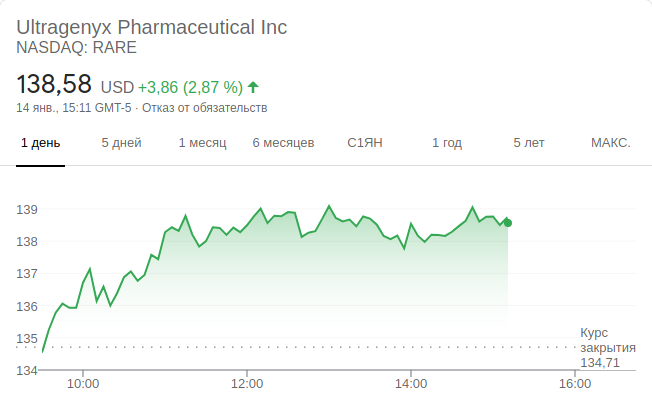 Ultragenyx Pharmaceutical Inc
NASDAQ: RARE
138,58 USD +3,86 (2,87 %)
14 янв., 15:11 GMT-5 · Отказ от обязательств
1 день 5 дней 1 месяц 6 месяцев С1ЯН 1 год 5 лет МАКС.
139
138
137
136
135
134
Курс
закрытия
134,71
10:00 12:00 14:00 16:00